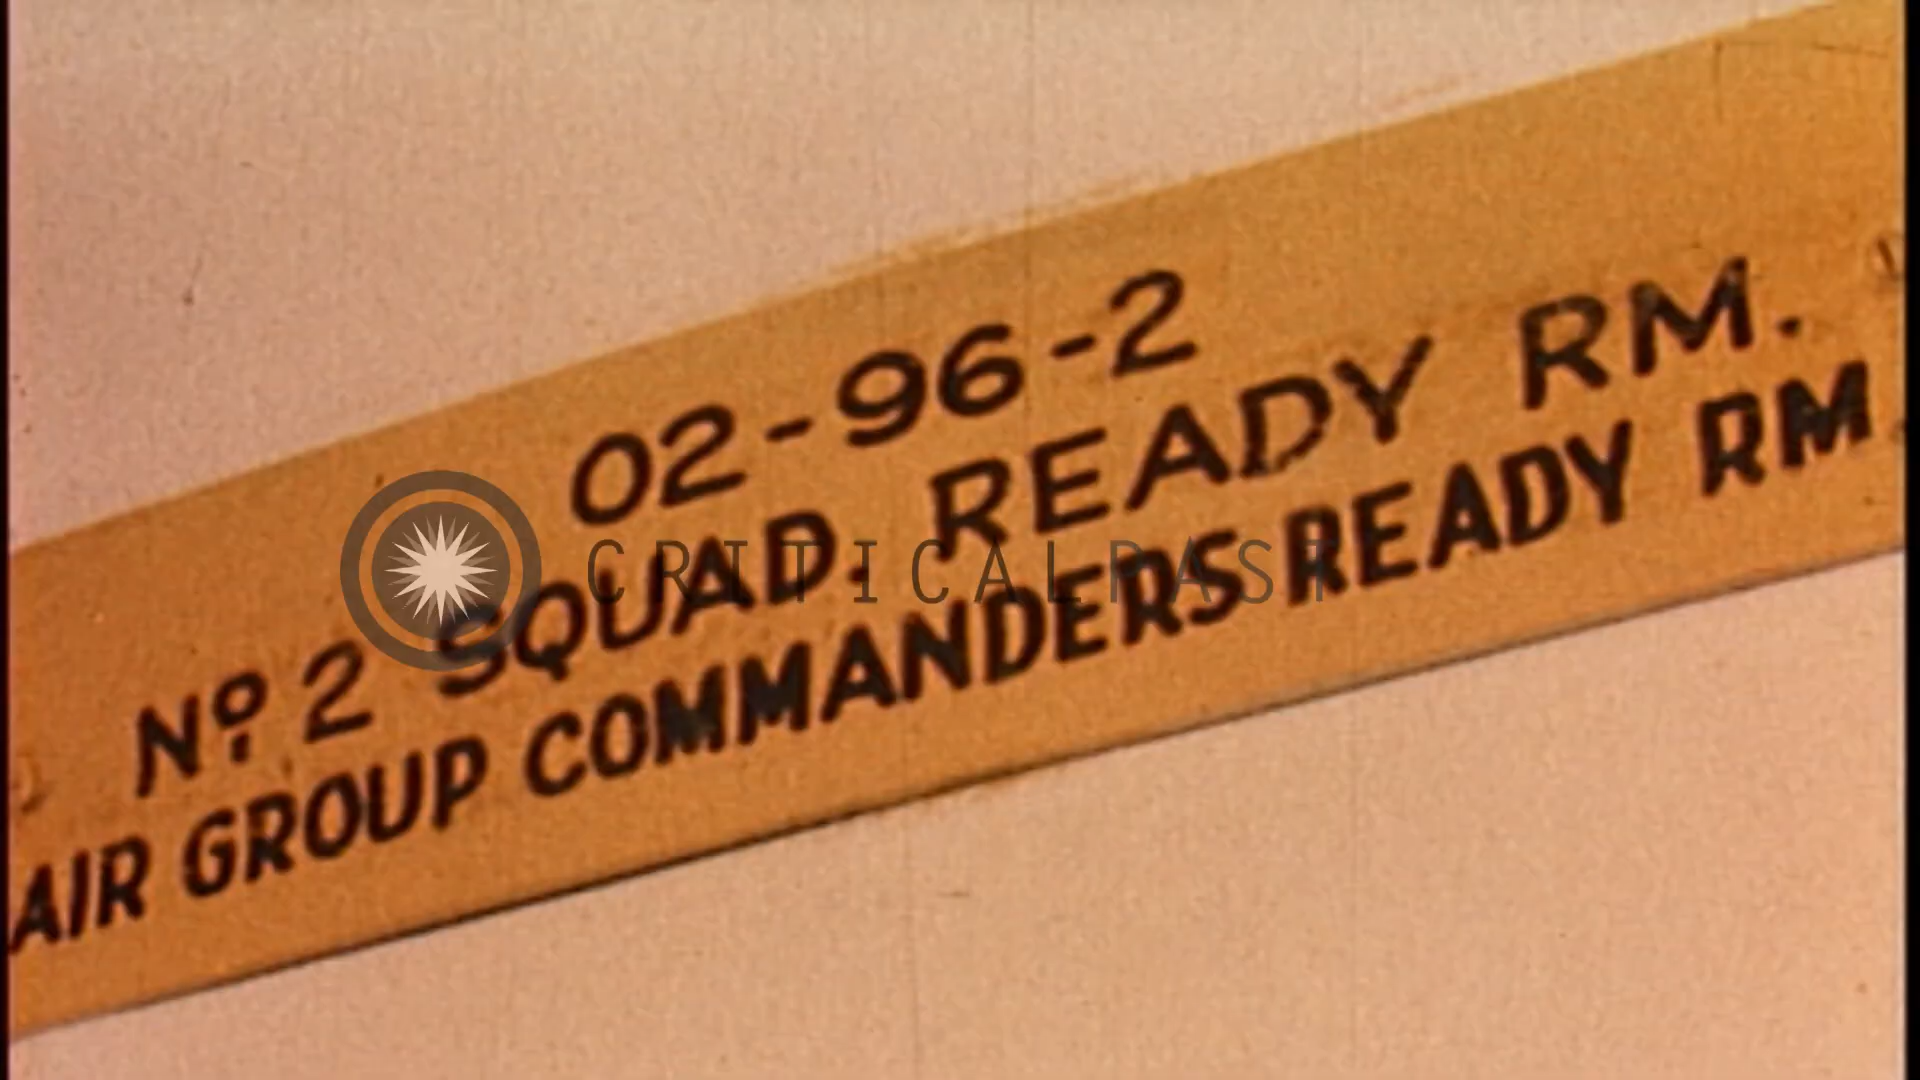 02-96-2
Nº 2 SQUAD. READY RM.
AIR GROUP COMMANDERS READY RM.
CRITICALPAST